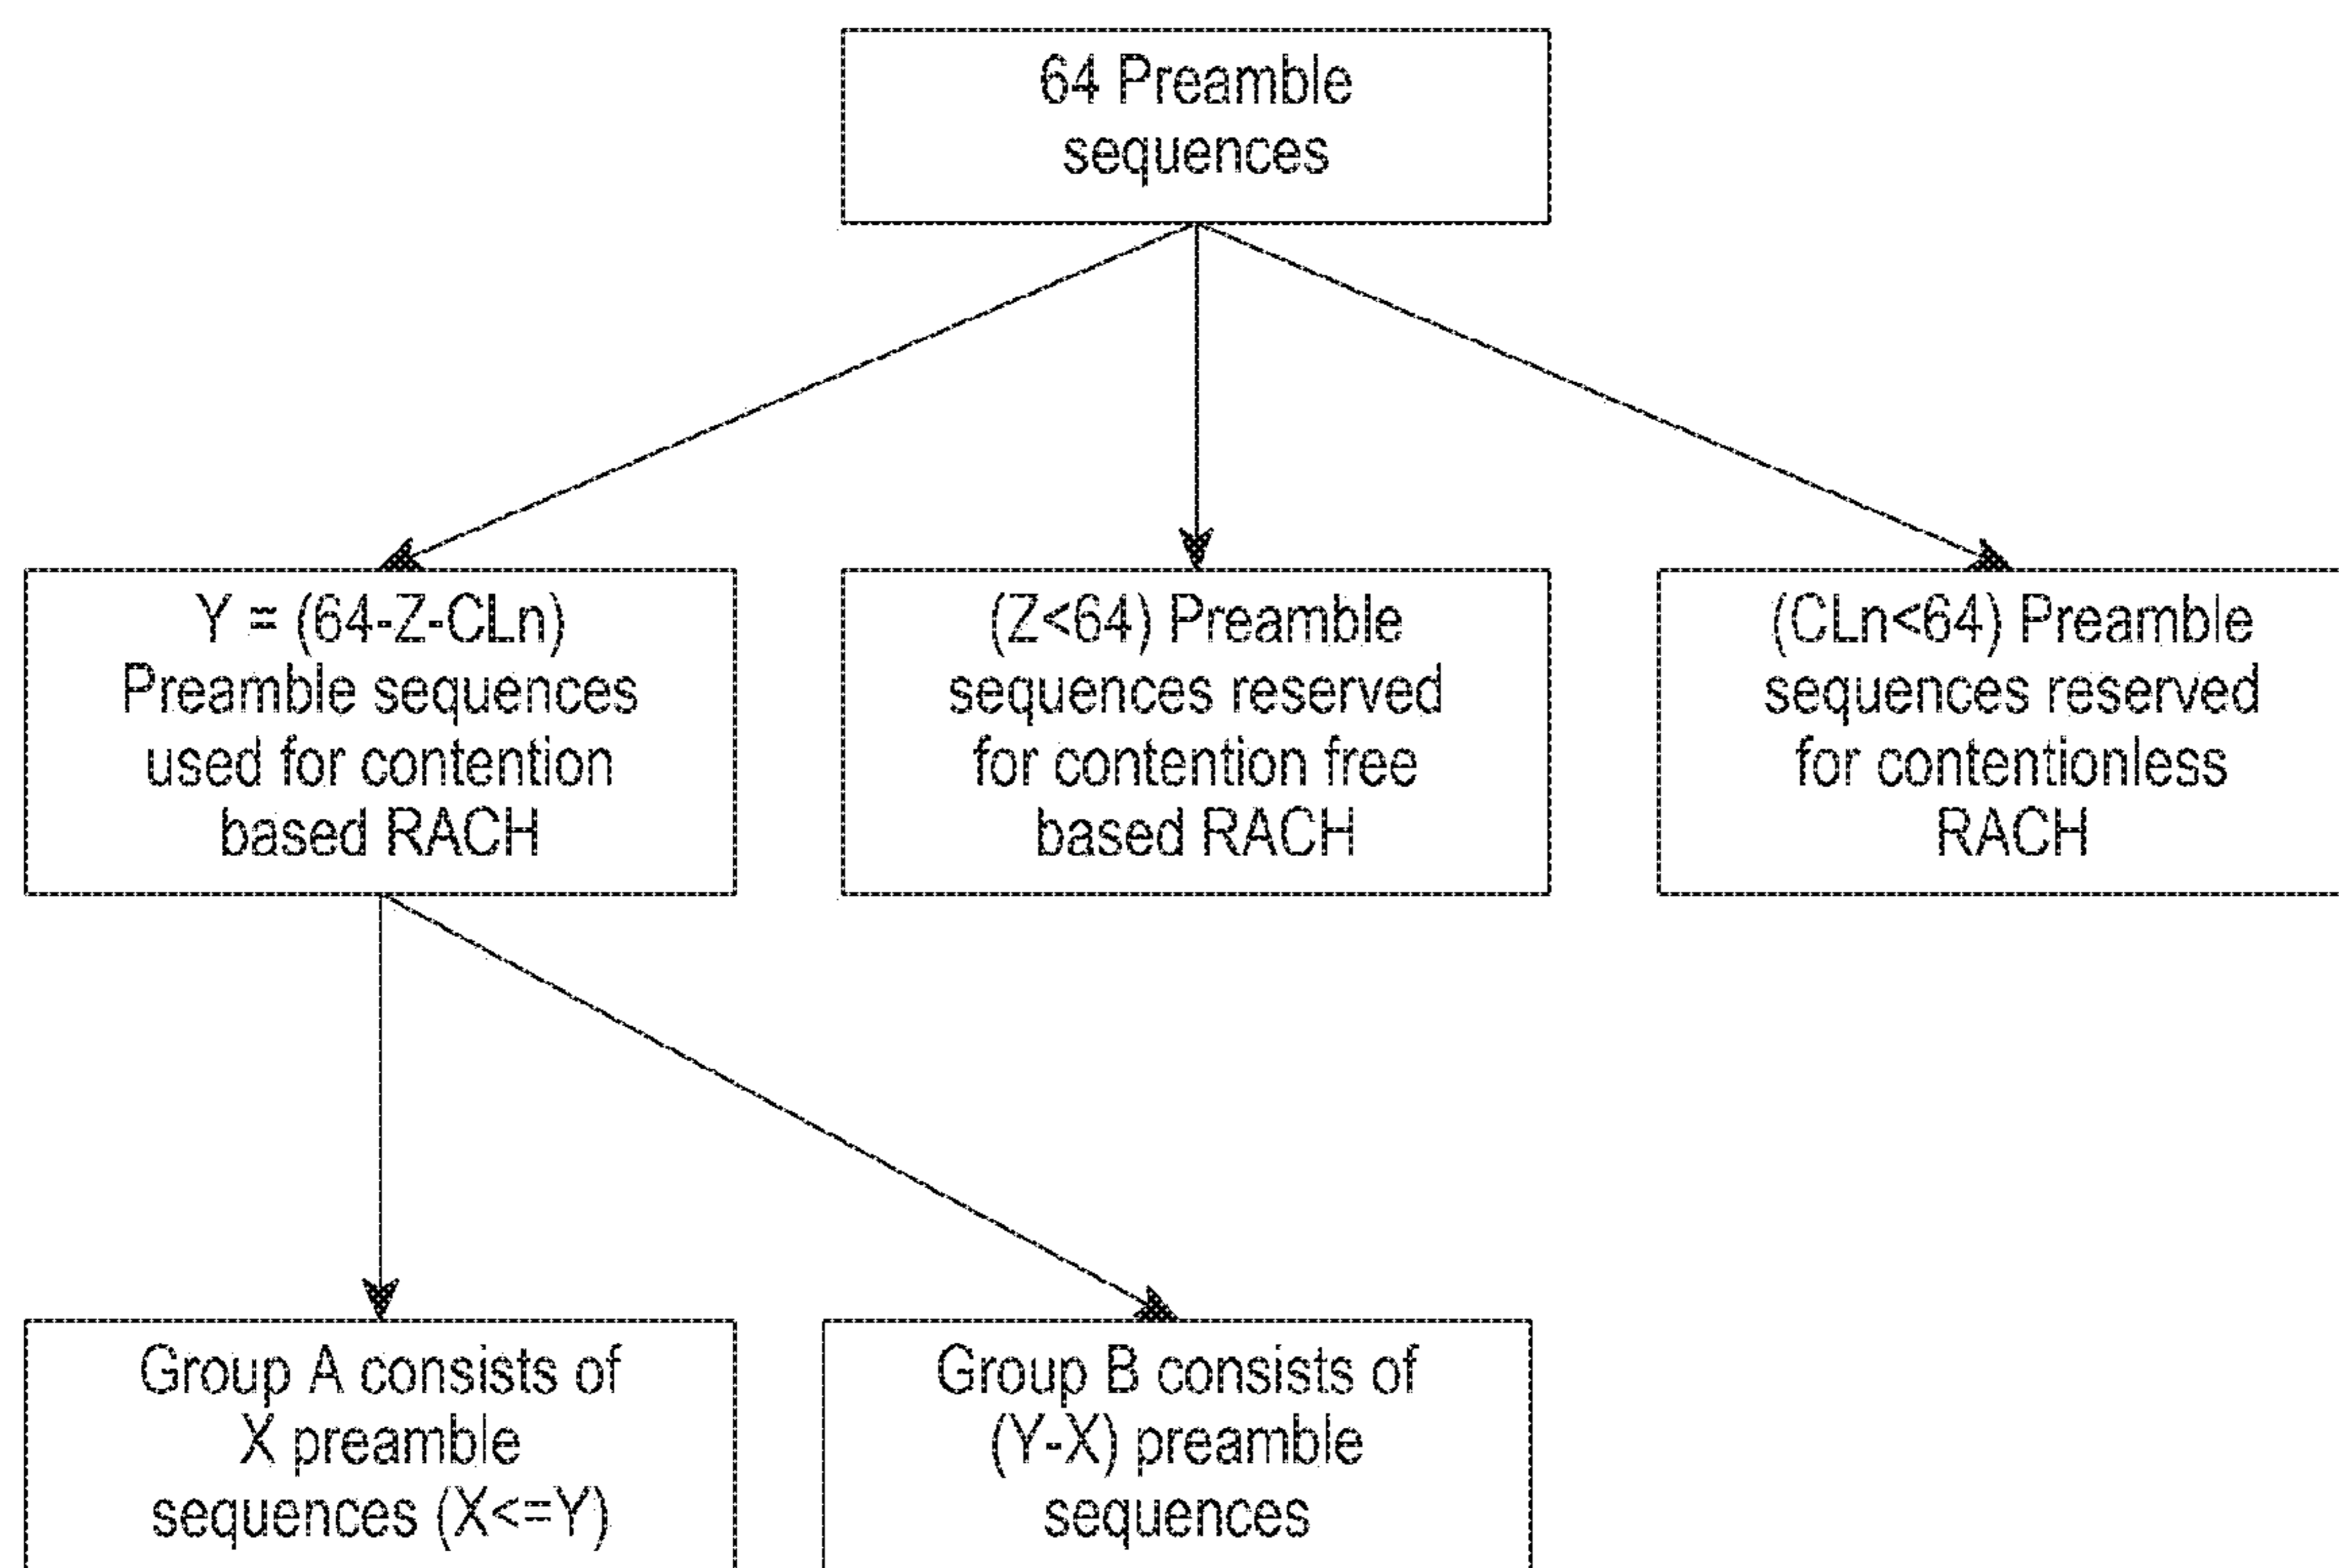 64 Preamble
sequences
Y = (64-Z-CLn)
Preamble sequences
used for contention
based RACH
(Z<64) Preamble
sequences reserved
for contention free
based RACH
(CLn<64) Preamble
sequences reserved
for contentionless
RACH
Group A consists of
X preamble
sequences (X<=Y)
Group B consists of
(Y-X) preamble
sequences